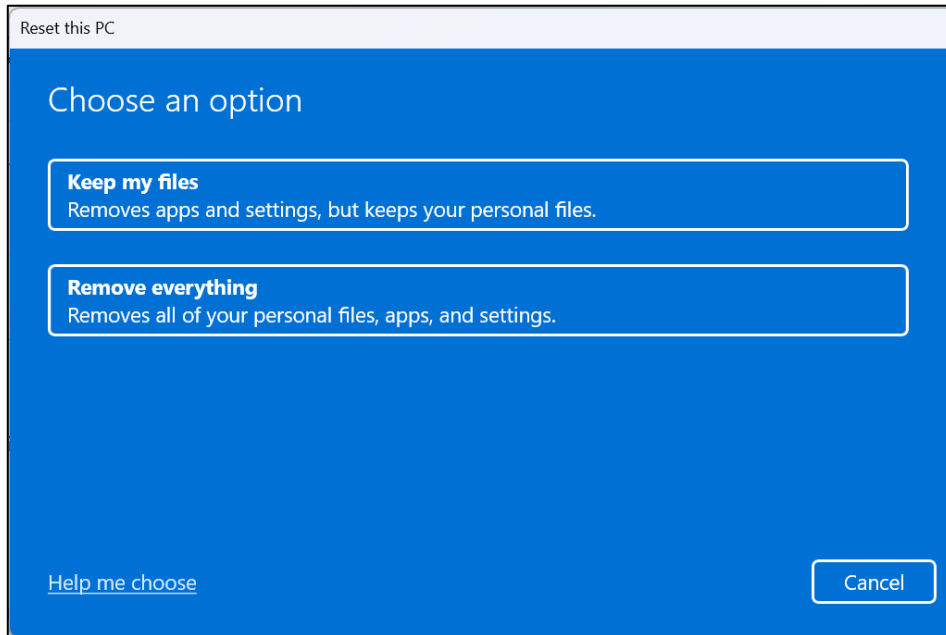 Reset this PC
Choose an option
Keep my files
Removes apps and settings, but keeps your personal files.
Remove everything
Removes all of your personal files, apps, and settings.
Help me choose
Cancel